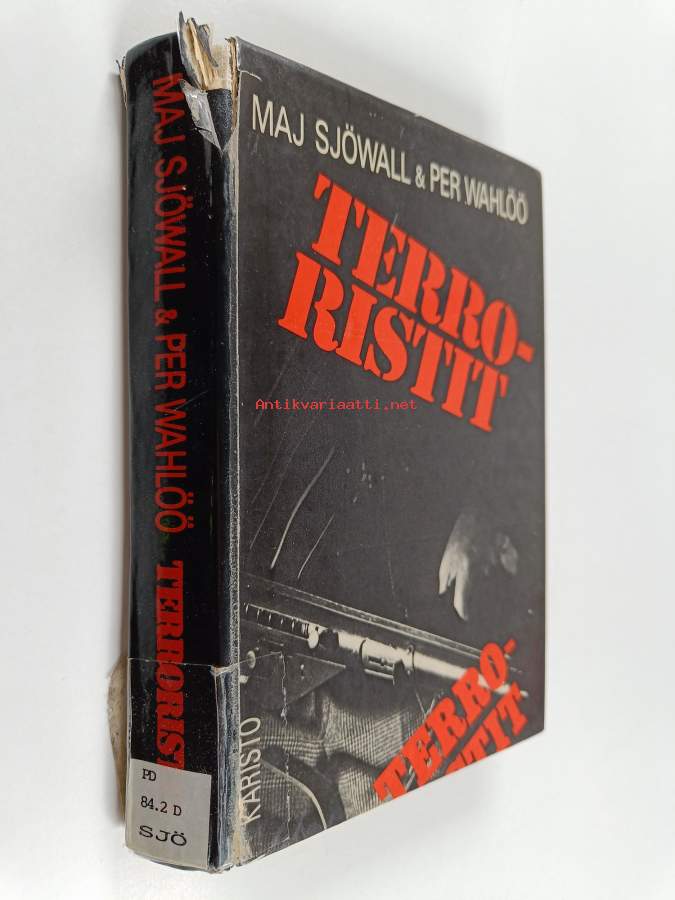 MAJ SJÖWALL & PER WAHLÖÖ
TERRO-
RISTIT
Antikvariaatti.net
TERRO-
STIT
KARISTO
MAJ SJÖWALL & PER WAHLÖÖ TERRORIST
PD
84.2 D
SJÖ